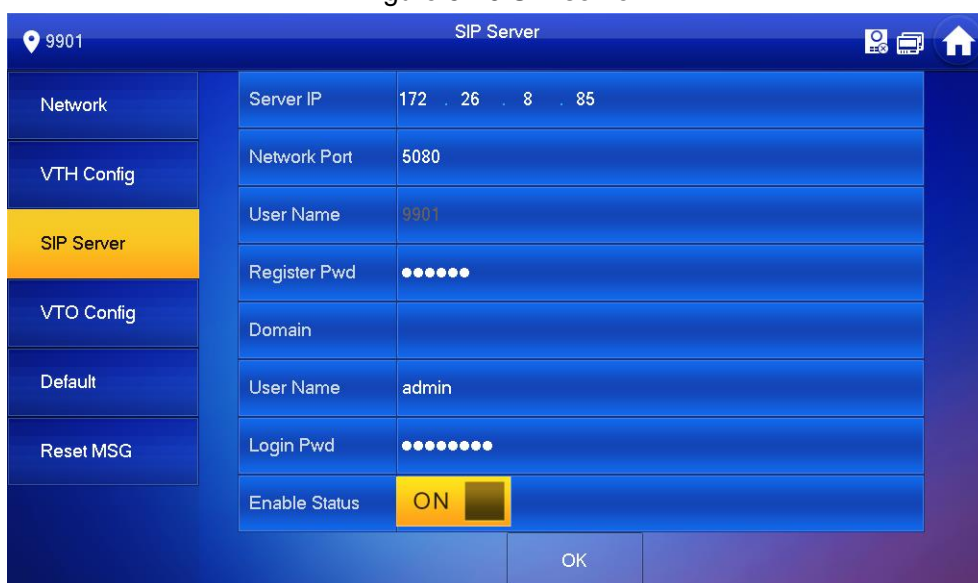 SIP Server
9901
Network
VTH Config
SIP Server
VTO Config
Default
Reset MSG
Server IP 172 . 26 . 8 . 85
Network Port 5080
User Name 9901
Register Pwd ●●●●●●
Domain
User Name admin
Login Pwd ●●●●●●●●
Enable Status ON
OK